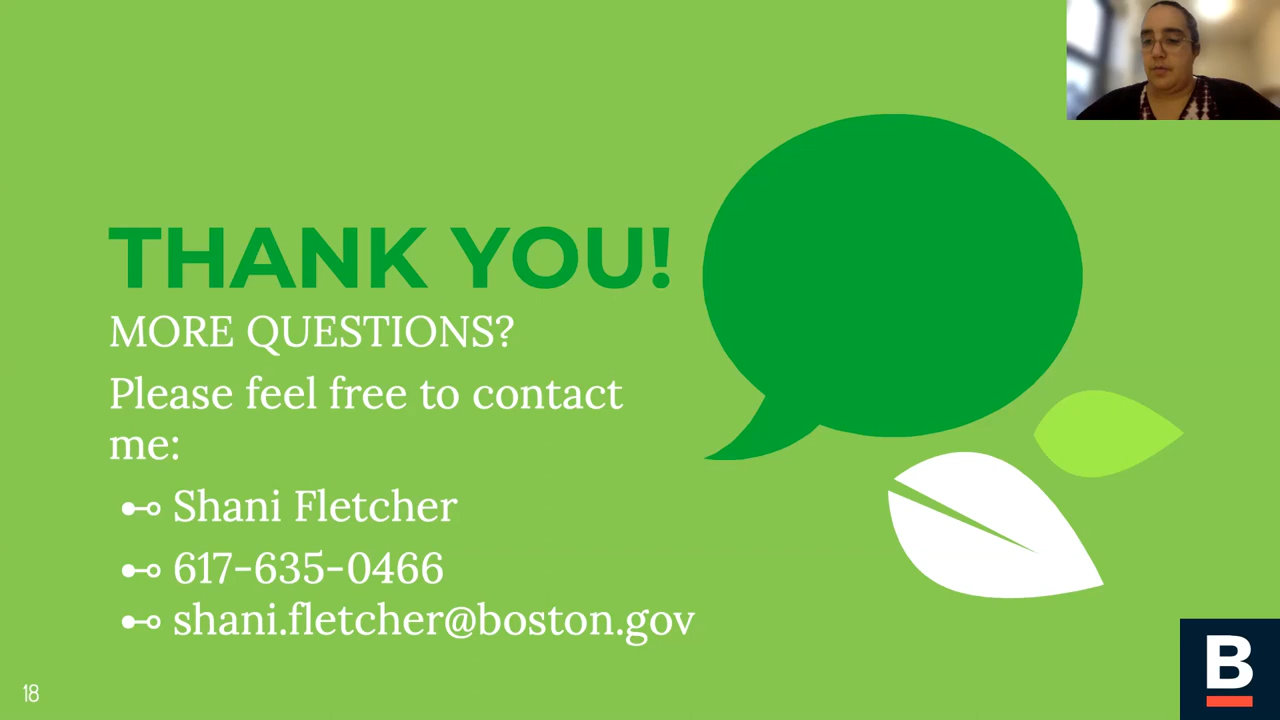 THANK YOU!
MORE QUESTIONS?
Please feel free to contact
me:
Shani Fletcher
617-635-0466
shani.fletcher@boston.gov
18
B